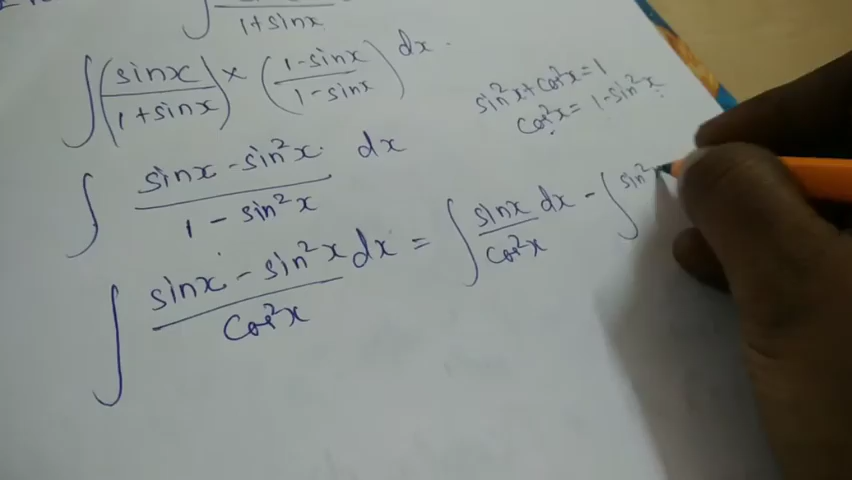 ∫ 1+sinx
∫ (sinx / 1+sinx) × (1-sinx / 1-sinx) dx.
sin²x+cos²x=1
cos²x = 1-sin²x
∫ sinx - sin²x / 1 - sin²x dx
∫ sinx - sin²x / cos²x dx = ∫ sinx / cos²x dx - ∫ sin²x